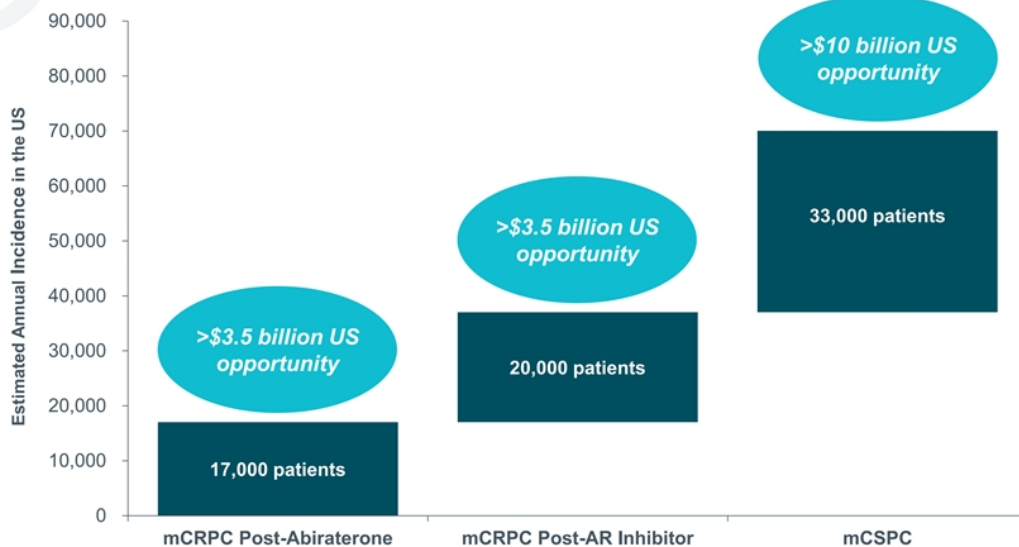 Estimated Annual Incidence in the US
90,000
80,000
70,000
60,000
50,000
40,000
30,000
20,000
10,000
0
>$3.5 billion US
opportunity
17,000 patients
>$3.5 billion US
opportunity
20,000 patients
>$10 billion US
opportunity
33,000 patients
mCRPC Post-Abiraterone
mCRPC Post-AR Inhibitor
mCSPC